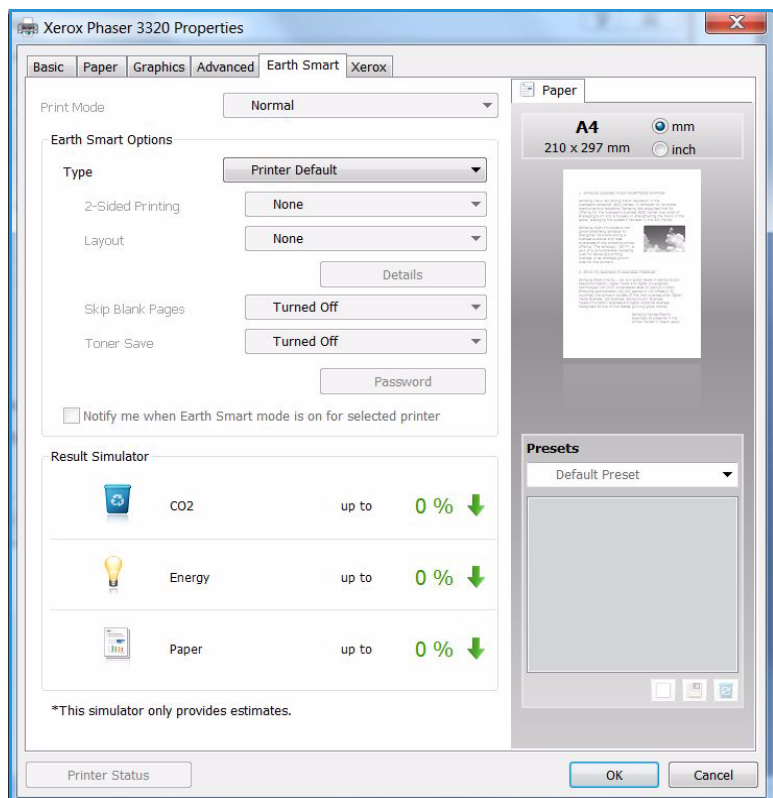 Xerox Phaser 3320 Properties
Basic Paper Graphics Advanced Earth Smart Xerox
Print Mode Normal
Earth Smart Options
Type Printer Default
2-Sided Printing None
Layout None
Details
Skip Blank Pages Turned Off
Toner Save Turned Off
Password
Notify me when Earth Smart mode is on for selected printer
Result Simulator
CO2 up to 0 %
Energy up to 0 %
Paper up to 0 %
*This simulator only provides estimates.
Paper
A4
210 x 297 mm
mm
inch
Presets
Default Preset
Printer Status
OK Cancel